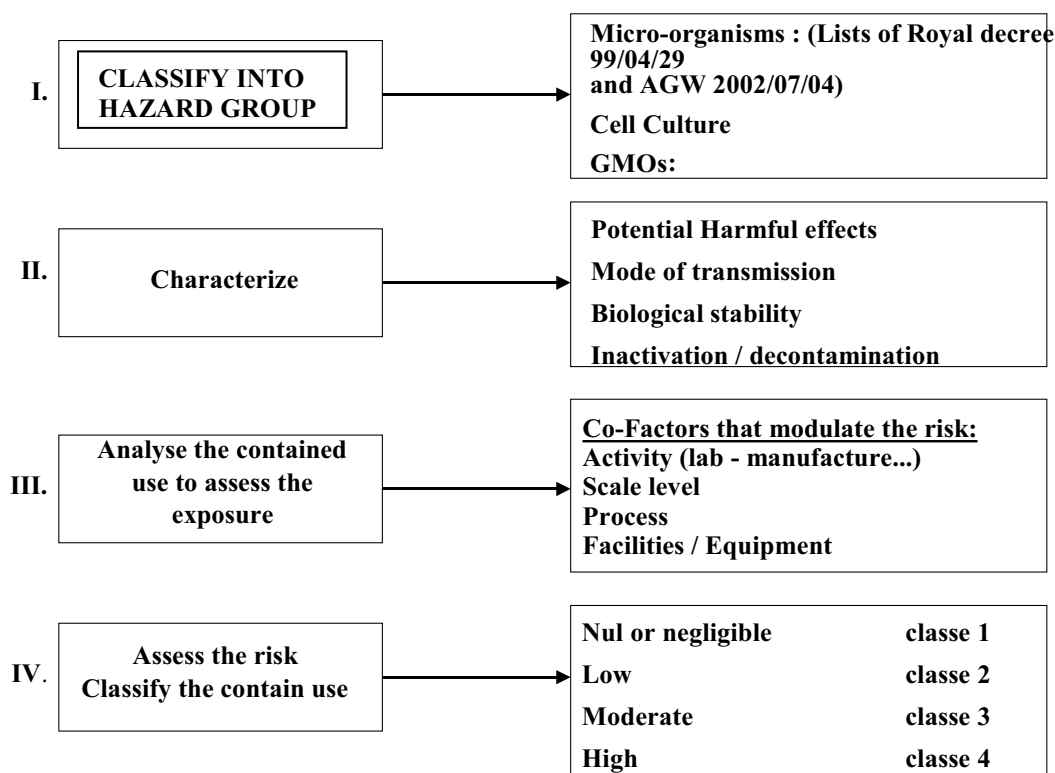 I.
CLASSIFY INTO
HAZARD GROUP
Micro-organisms : (Lists of Royal decree
99/04/29
and AGW 2002/07/04)
Cell Culture
GMOs:
II.
Characterize
Potential Harmful effects
Mode of transmission
Biological stability
Inactivation / decontamination
III.
Analyse the contained
use to assess the
exposure
Co-Factors that modulate the risk:
Activity (lab - manufacture...)
Scale level
Process
Facilities / Equipment
IV.
Assess the risk
Classify the contain use
Nul or negligible classe 1
Low classe 2
Moderate classe 3
High classe 4